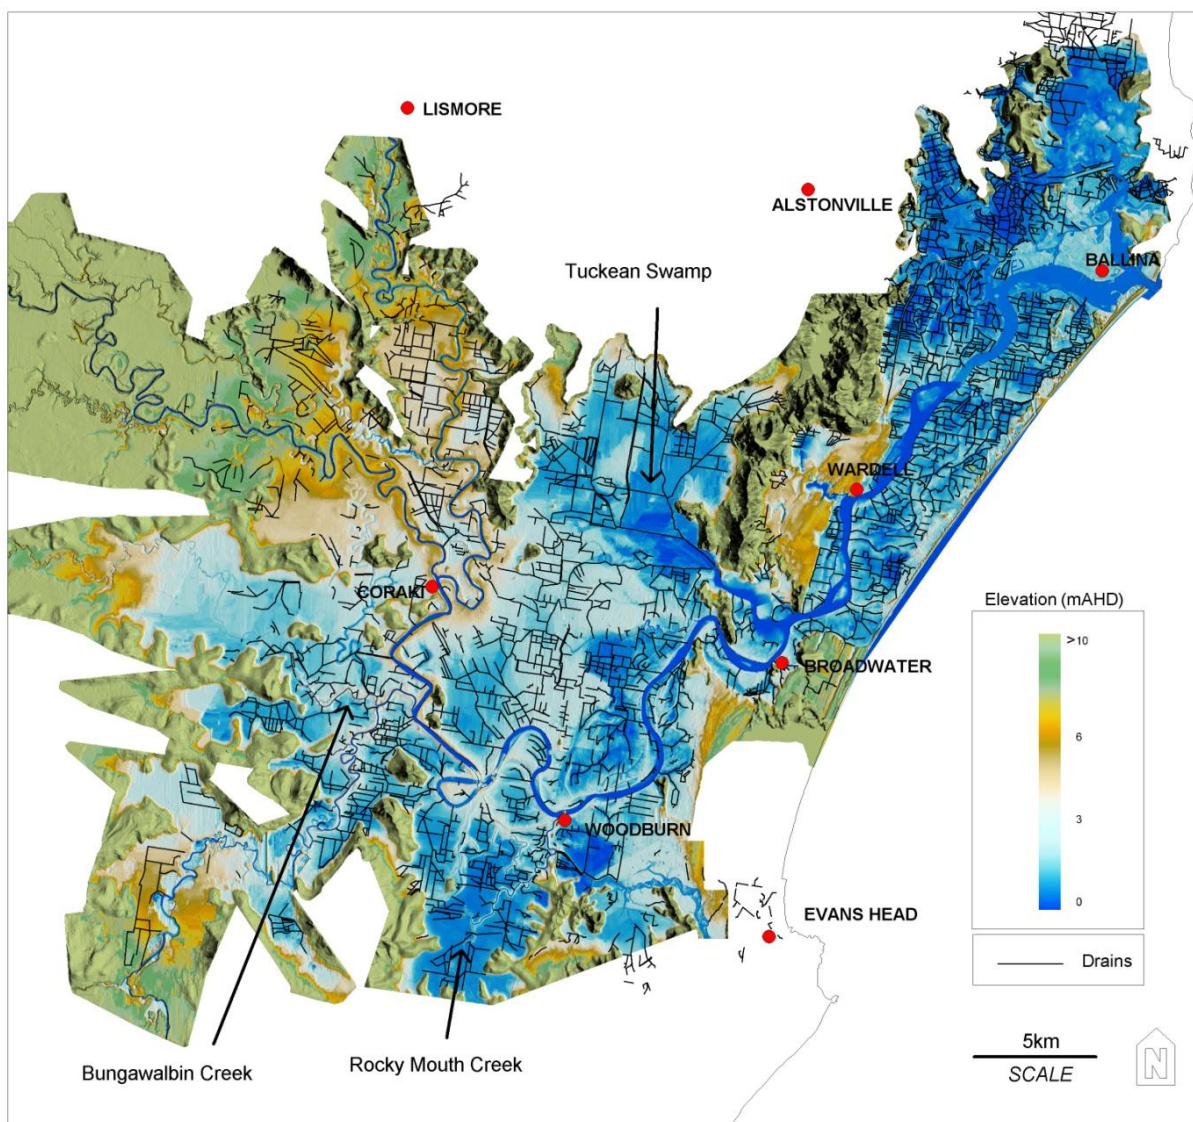 LISMORE
ALSTONVILLE
Tuckean Swamp
BALLINA
WARDELL
CORAKI
BROADWATER
WOODBURN
EVANS HEAD
Bungawalbin Creek
Rocky Mouth Creek
Elevation (mAHD)
>10
6
3
0
Drains
5km
SCALE
N